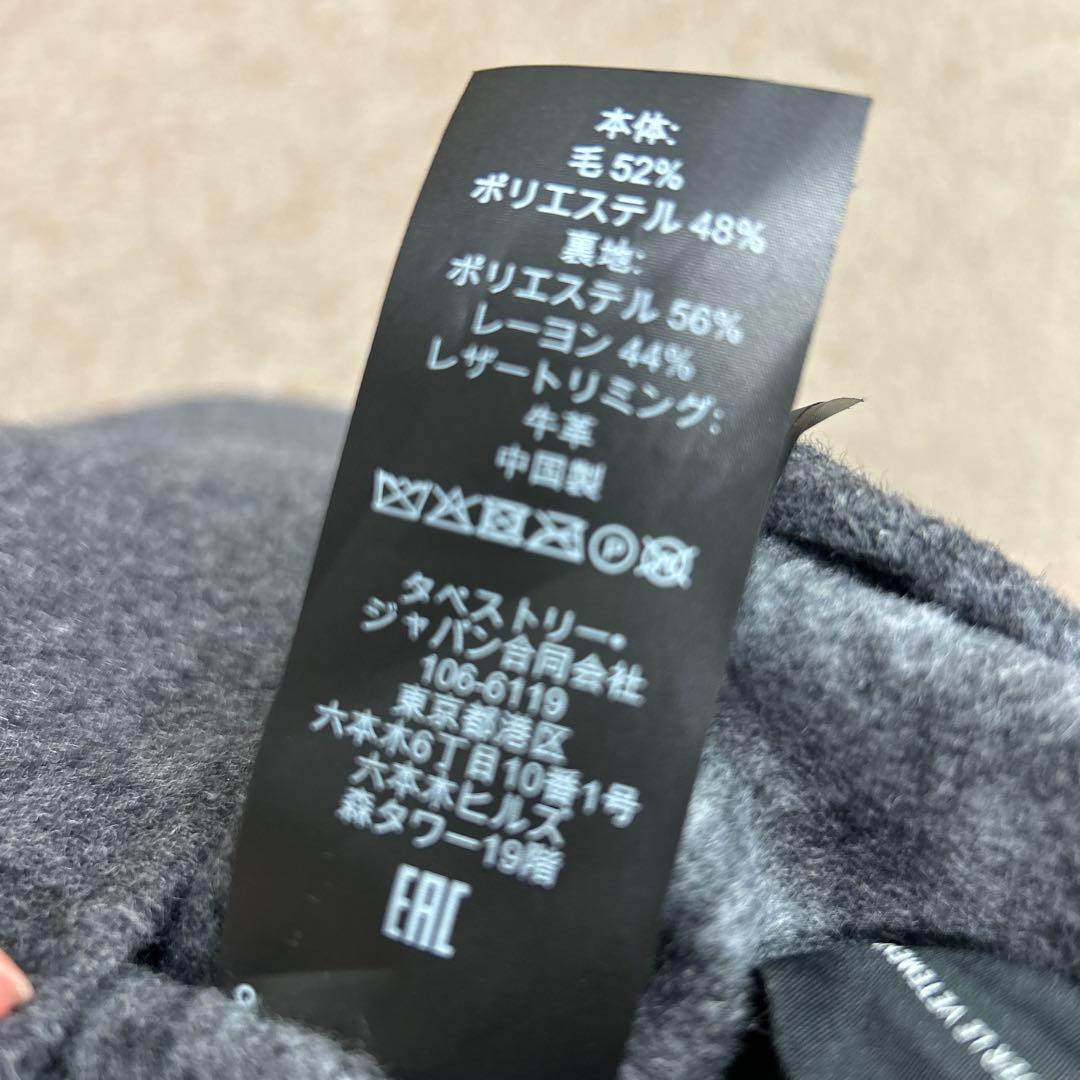 本体:
毛 52%
ポリエステル 48%
裏地:
ポリエステル 56%
レーヨン 44%
レザートリミング:
牛革
中国製
P
タペストリー・
ジャパン合同会社
106-6119
東京都港区
六本木6丁目10番1号
六本木ヒルズ
森タワー19階
EAC
LE